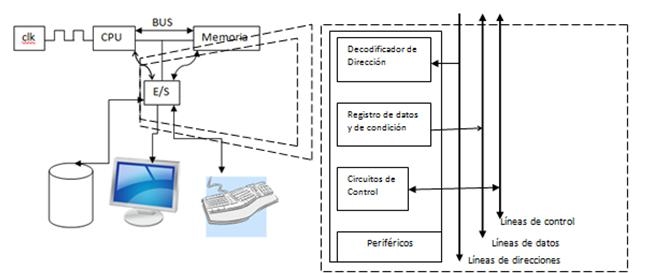 BUS
clk
CPU
Memoria
E/S
Decodificador de
Dirección
Registro de datos
y de condición
Circuitos de
Control
Periféricos
Líneas de control
Líneas de datos
Líneas de direcciones